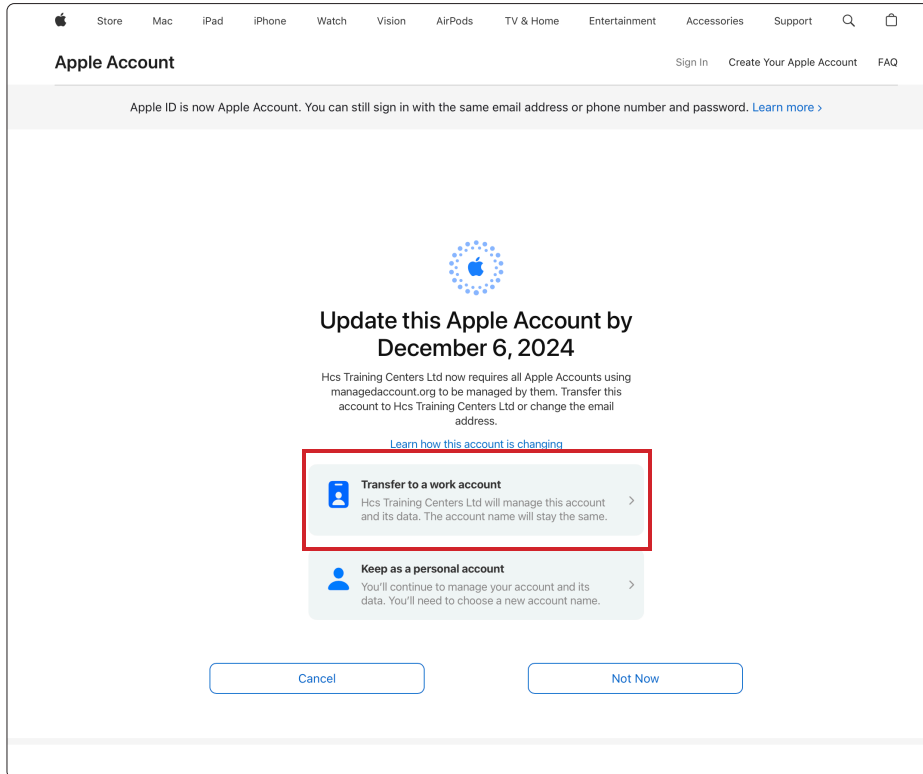 Store Mac iPad iPhone Watch Vision AirPods TV & Home Entertainment Accessories Support
Apple Account
Sign In Create Your Apple Account FAQ
Apple ID is now Apple Account. You can still sign in with the same email address or phone number and password. Learn more >
Update this Apple Account by
December 6, 2024
Hcs Training Centers Ltd now requires all Apple Accounts using
managedaccount.org to be managed by them. Transfer this
account to Hcs Training Centers Ltd or change the email
address.
Learn how this account is changing
Transfer to a work account
Hcs Training Centers Ltd will manage this account
and its data. The account name will stay the same.
Keep as a personal account
You'll continue to manage your account and its
data. You'll need to choose a new account name.
Cancel Not Now